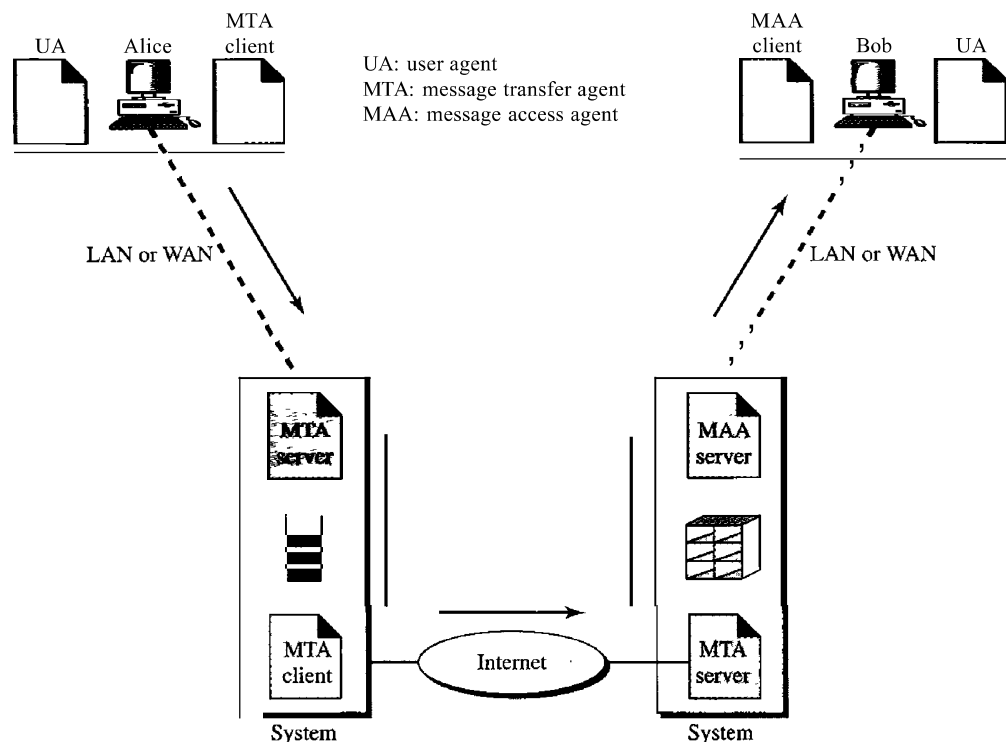 MTA
client
UA
Alice
UA: user agent
MTA: message transfer agent
MAA: message access agent
MAA
client
Bob
UA
LAN or WAN
LAN or WAN
MTA
server
MAA
server
MTA
client
Internet
MTA
server
System
System